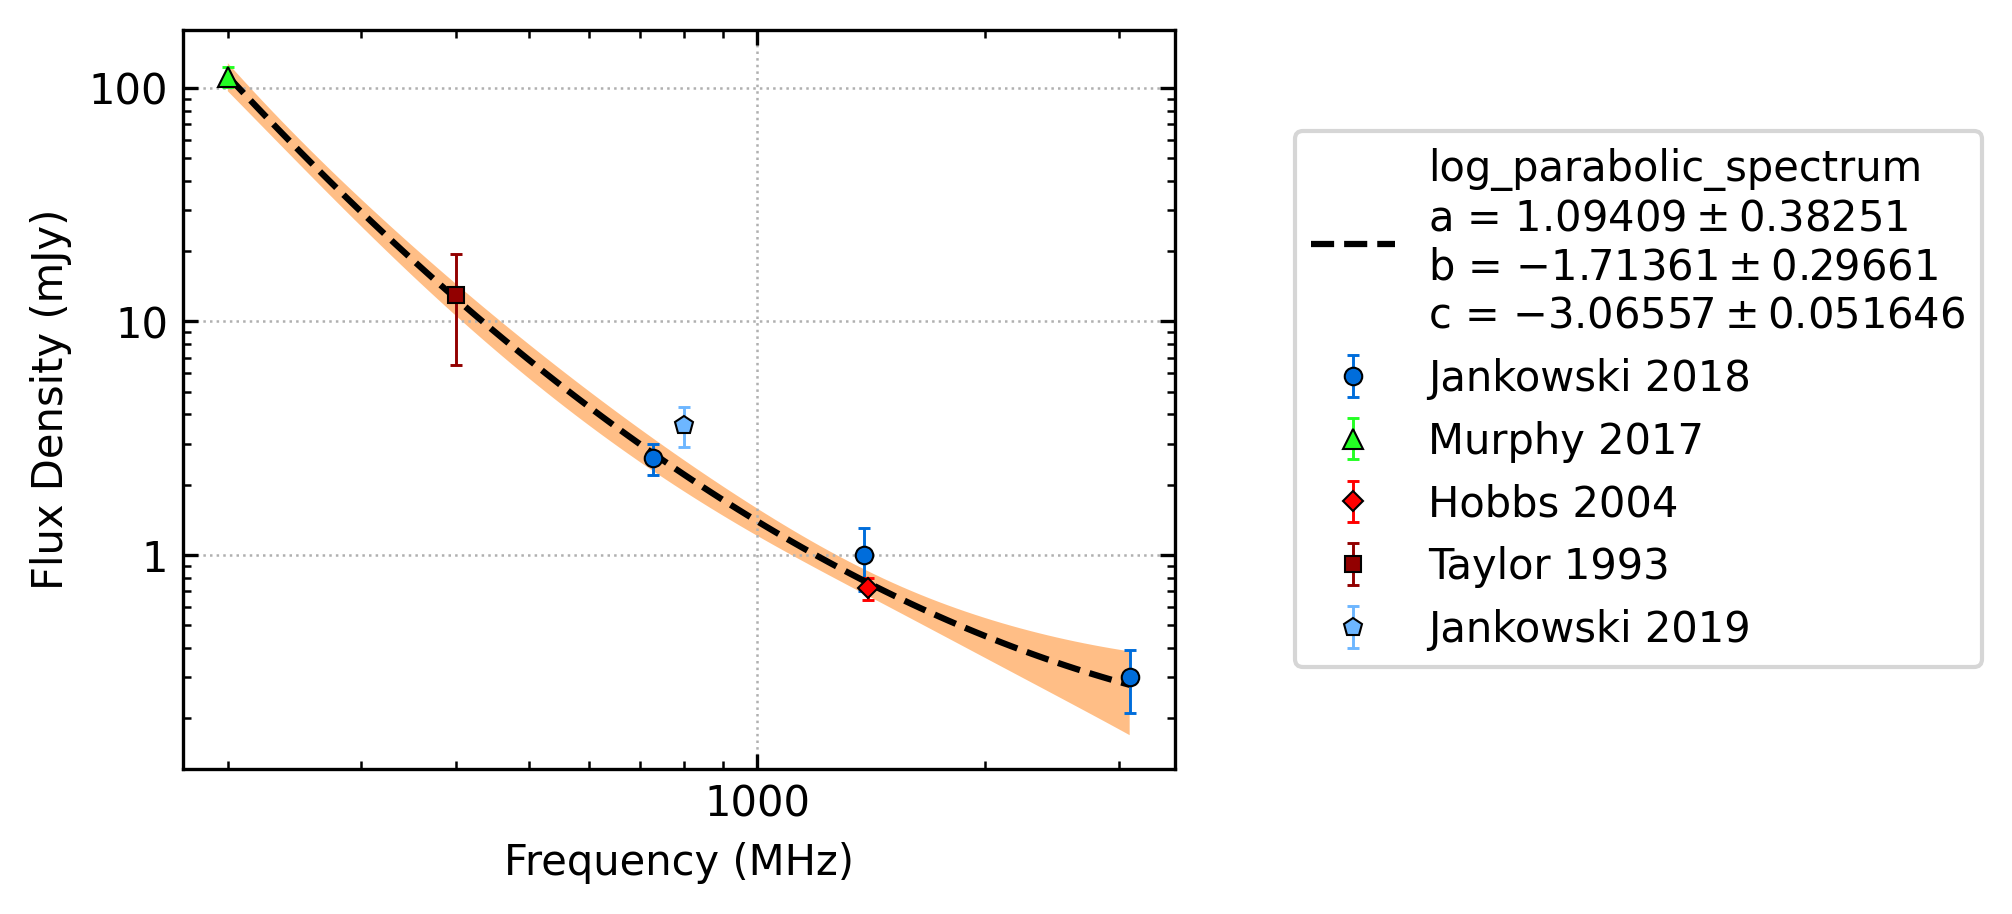 100
10
1
Flux Density (mJy)
1000
Frequency (MHz)
log_parabolic_spectrum
a = 1.09409 ± 0.38251
b = −1.71361 ± 0.29661
c = −3.06557 ± 0.051646
Jankowski 2018
Murphy 2017
Hobbs 2004
Taylor 1993
Jankowski 2019